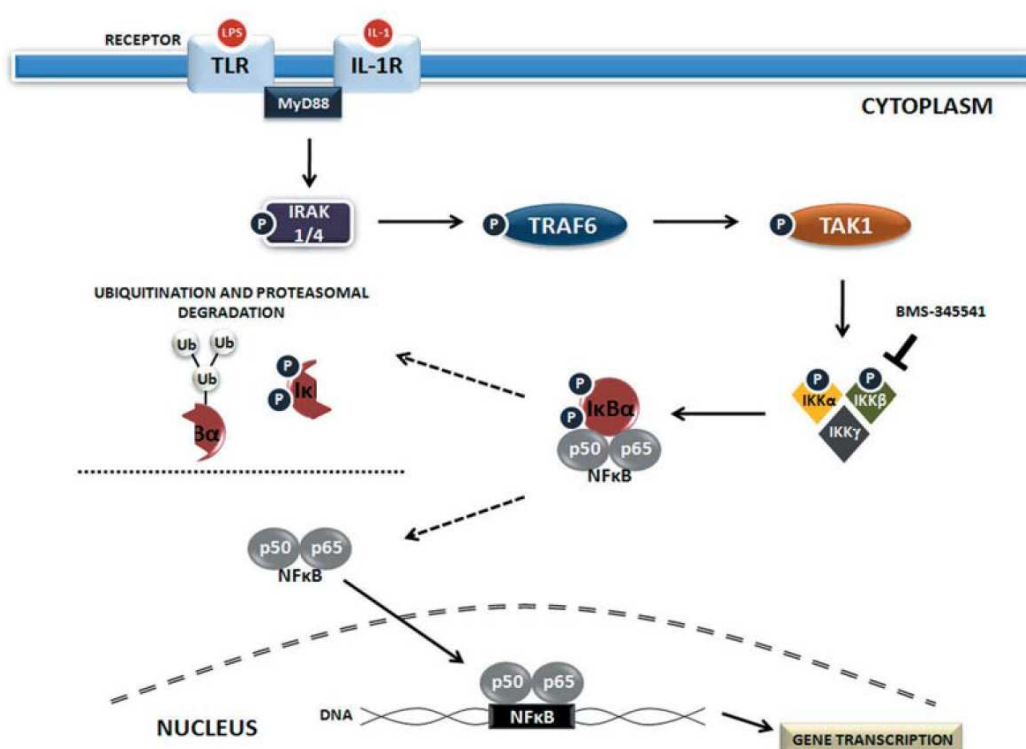 LPS
IL-1
RECEPTOR
TLR
IL-1R
MyD88
CYTOPLASM
P
IRAK
1/4
P
TRAF6
P
TAK1
UBIQUITINATION AND PROTEASOMAL
DEGRADATION
BMS-345541
Ub
Ub
Ub
Bα
P
P
Iκ
P
P
IκBα
p50
p65
NFκB
P
P
IKKα
IKKβ
IKKγ
p50
p65
NFκB
p50
p65
DNA
NFκB
NUCLEUS
GENE TRANSCRIPTION